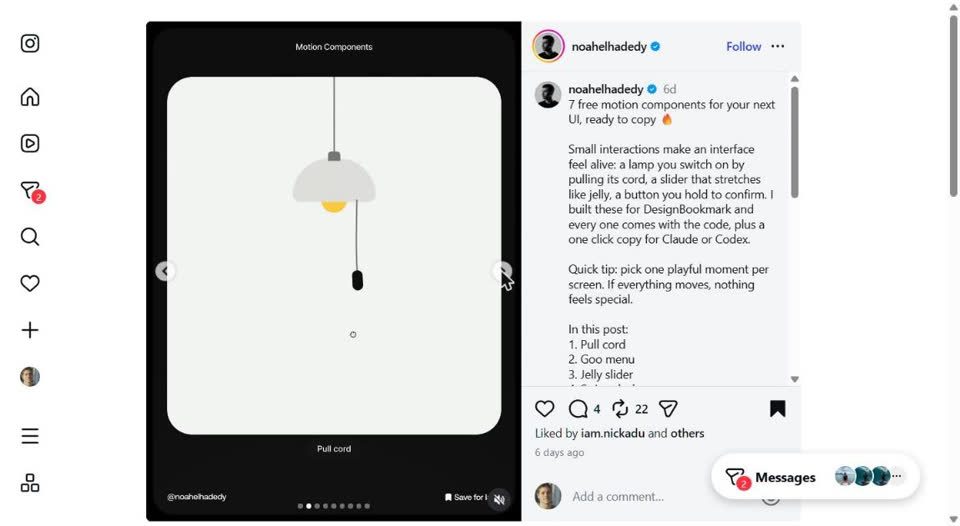 Motion Components
Pull cord
@noahelhadedy
Save for
noahelhadedy
Follow
noahelhadedy 6d
7 free motion components for your next
UI, ready to copy 🔥
Small interactions make an interface
feel alive: a lamp you switch on by
pulling its cord, a slider that stretches
like jelly, a button you hold to confirm. I
built these for DesignBookmark and
every one comes with the code, plus a
one click copy for Claude or Codex.
Quick tip: pick one playful moment per
screen. If everything moves, nothing
feels special.
In this post:
1. Pull cord
2. Goo menu
3. Jelly slider
4 22
Liked by iam.nickadu and others
6 days ago
Add a comment...
2
2
Messages